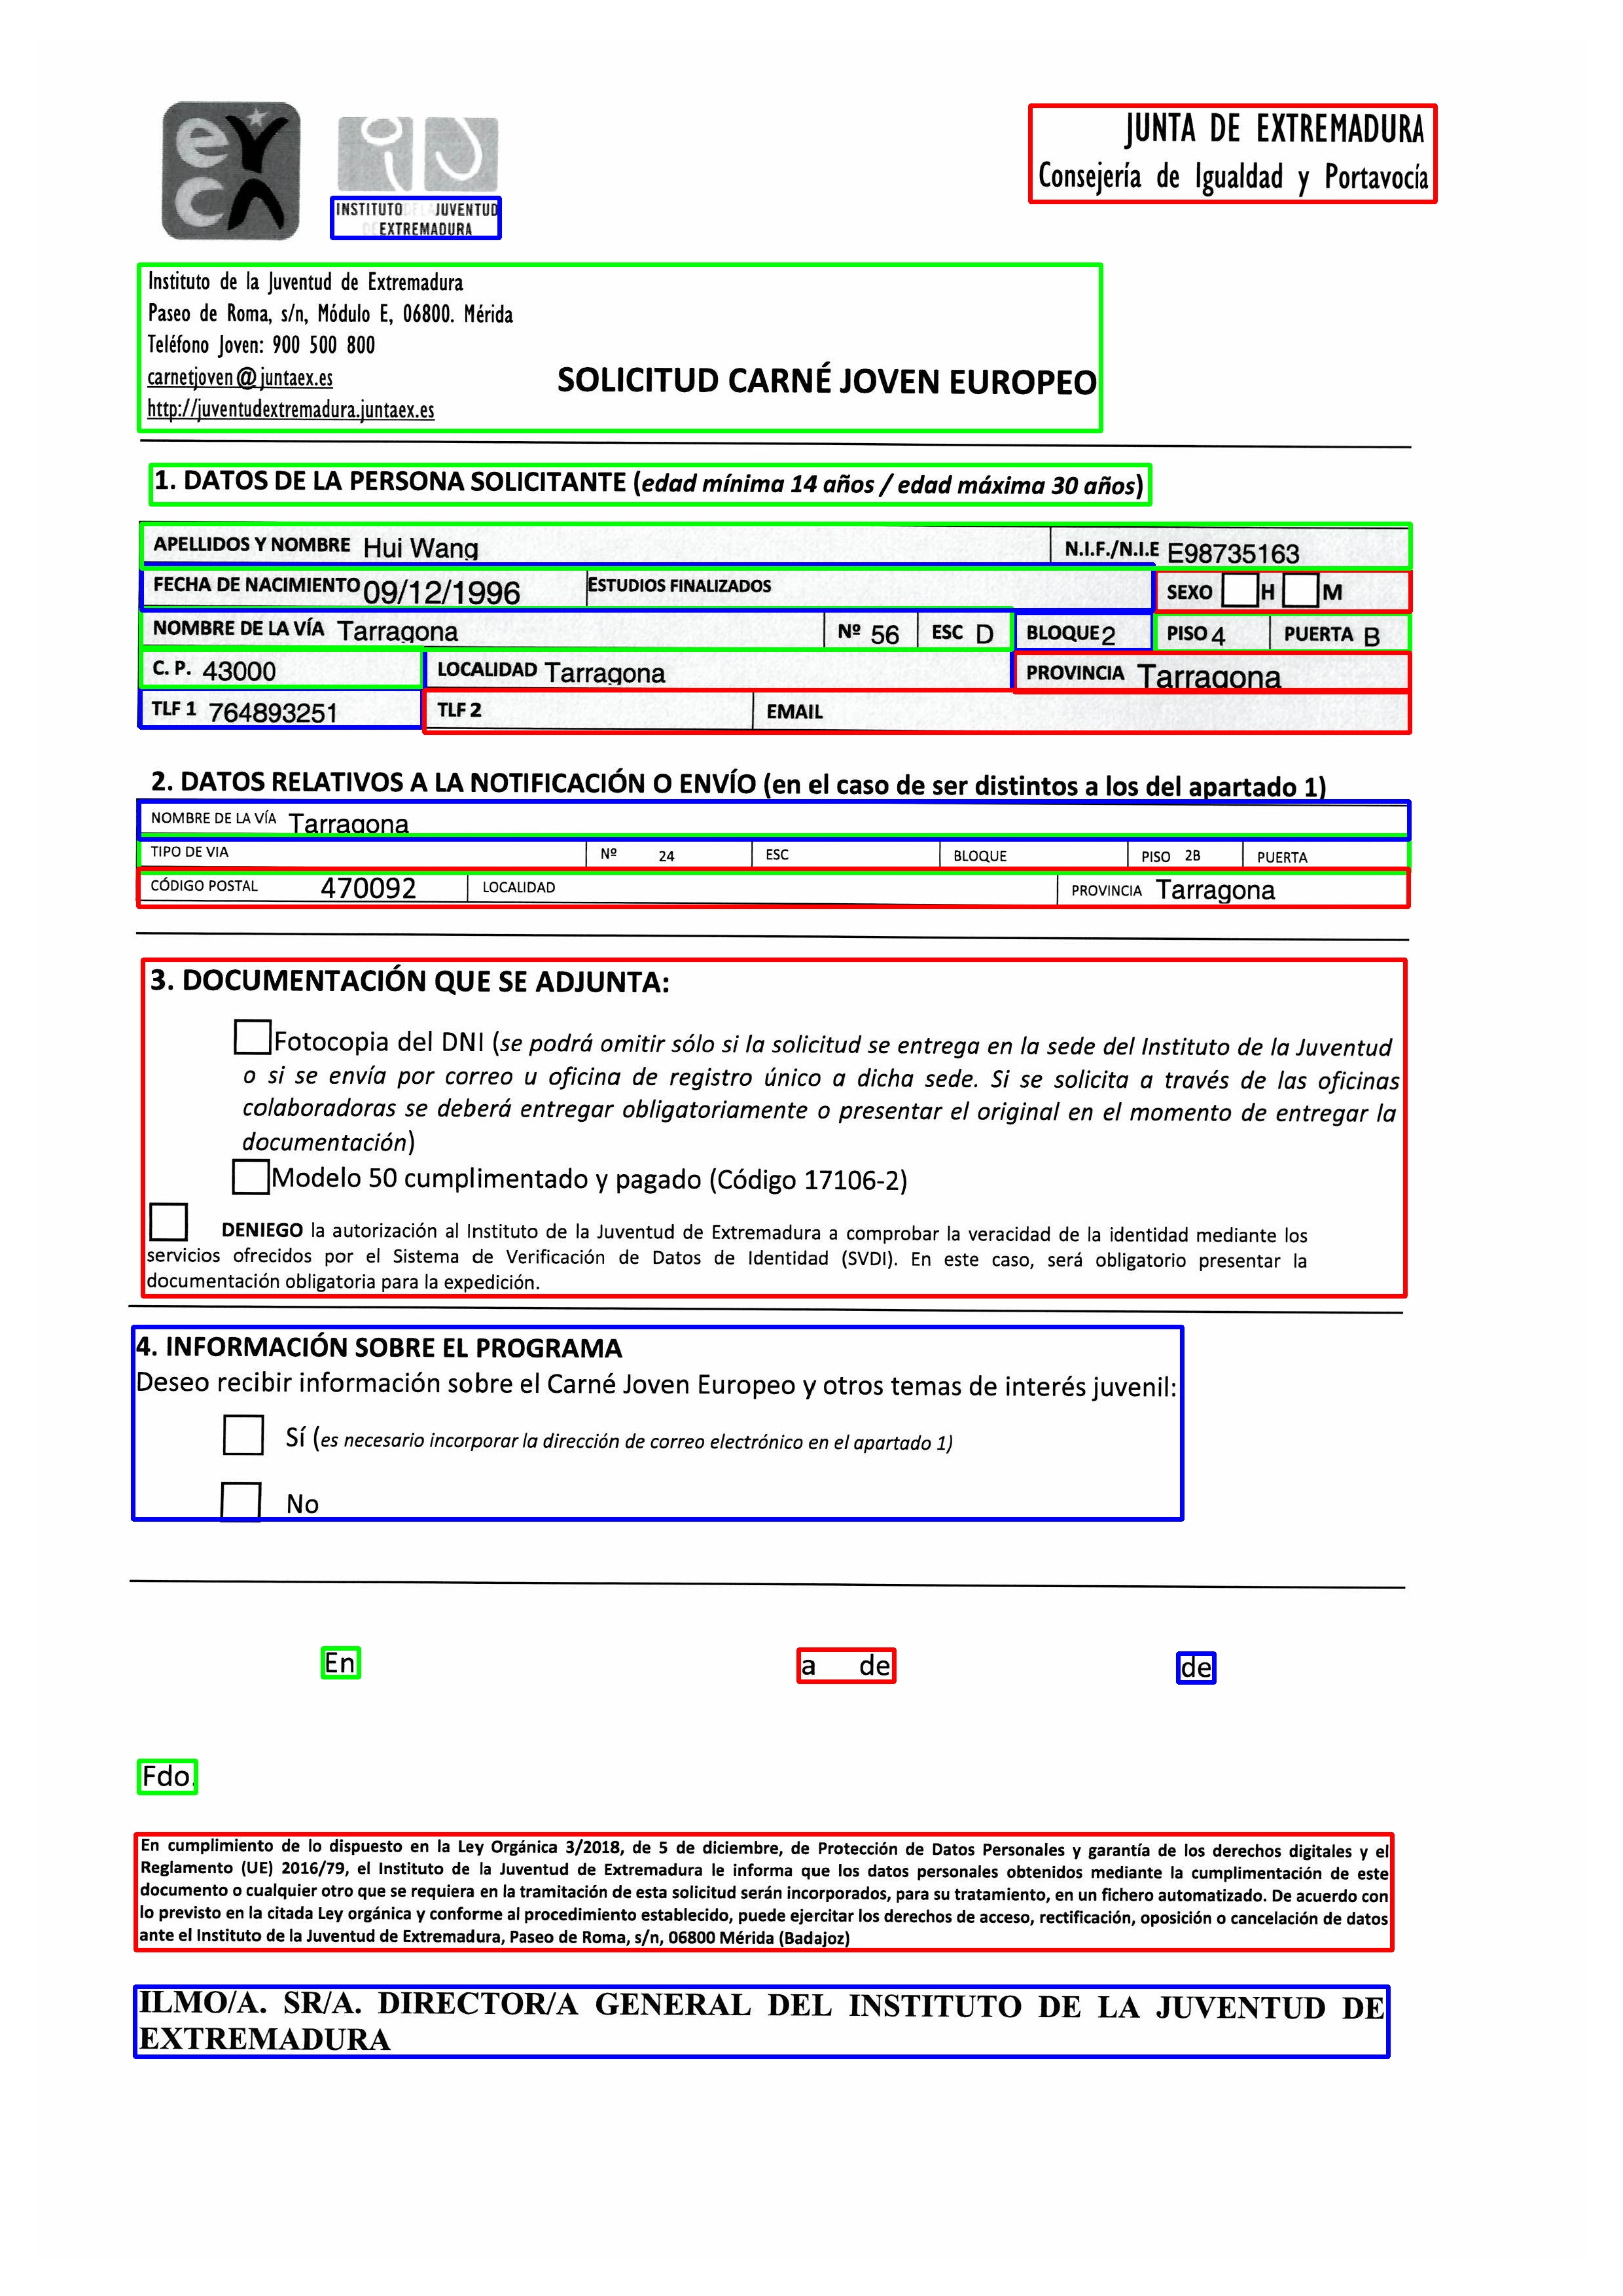 eyca
INSTITUTO DE LA JUVENTUD
DE EXTREMADURA
JUNTA DE EXTREMADURA
Consejería de Igualdad y Portavocía
Instituto de la Juventud de Extremadura
Paseo de Roma, s/n, Módulo E, 06800. Mérida
Teléfono Joven: 900 500 800
carnetjoven@juntaex.es
http://juventudextremadura.juntaex.es
SOLICITUD CARNÉ JOVEN EUROPEO
1. DATOS DE LA PERSONA SOLICITANTE (edad mínima 14 años / edad máxima 30 años)
APELLIDOS Y NOMBRE Hui Wang N.I.F./N.I.E E98735163
FECHA DE NACIMIENTO 09/12/1996 ESTUDIOS FINALIZADOS SEXO H M
NOMBRE DE LA VÍA Tarragona Nº 56 ESC D BLOQUE 2 PISO 4 PUERTA B
C. P. 43000 LOCALIDAD Tarragona PROVINCIA Tarragona
TLF 1 764893251 TLF 2 EMAIL
2. DATOS RELATIVOS A LA NOTIFICACIÓN O ENVÍO (en el caso de ser distintos a los del apartado 1)
NOMBRE DE LA VÍA Tarragona
TIPO DE VIA Nº 24 ESC BLOQUE PISO 2B PUERTA
CÓDIGO POSTAL 470092 LOCALIDAD PROVINCIA Tarragona
3. DOCUMENTACIÓN QUE SE ADJUNTA:
Fotocopia del DNI (se podrá omitir sólo si la solicitud se entrega en la sede del Instituto de la Juventud
o si se envía por correo u oficina de registro único a dicha sede. Si se solicita a través de las oficinas
colaboradoras se deberá entregar obligatoriamente o presentar el original en el momento de entregar la
documentación)
Modelo 50 cumplimentado y pagado (Código 17106-2)
DENIEGO la autorización al Instituto de la Juventud de Extremadura a comprobar la veracidad de la identidad mediante los
servicios ofrecidos por el Sistema de Verificación de Datos de Identidad (SVDI). En este caso, será obligatorio presentar la
documentación obligatoria para la expedición.
4. INFORMACIÓN SOBRE EL PROGRAMA
Deseo recibir información sobre el Carné Joven Europeo y otros temas de interés juvenil:
Sí (es necesario incorporar la dirección de correo electrónico en el apartado 1)
No
En a de de
Fdo.
En cumplimiento de lo dispuesto en la Ley Orgánica 3/2018, de 5 de diciembre, de Protección de Datos Personales y garantía de los derechos digitales y el
Reglamento (UE) 2016/79, el Instituto de la Juventud de Extremadura le informa que los datos personales obtenidos mediante la cumplimentación de este
documento o cualquier otro que se requiera en la tramitación de esta solicitud serán incorporados, para su tratamiento, en un fichero automatizado. De acuerdo con
lo previsto en la citada Ley orgánica y conforme al procedimiento establecido, puede ejercitar los derechos de acceso, rectificación, oposición o cancelación de datos
ante el Instituto de la Juventud de Extremadura, Paseo de Roma, s/n, 06800 Mérida (Badajoz)
ILMO/A. SR/A. DIRECTOR/A GENERAL DEL INSTITUTO DE LA JUVENTUD DE
EXTREMADURA